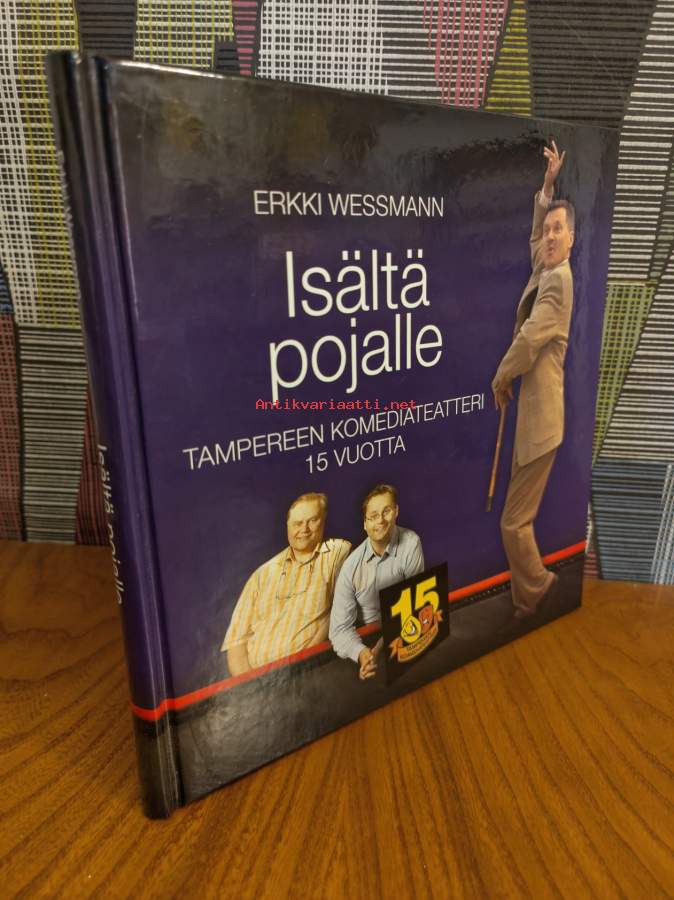 ERKKI WESSMANN
Isältä
pojalle
Antikvariaatti.net
TAMPEREEN KOMEDIATEATTERI
15 VUOTTA
15
Isältä pojalle